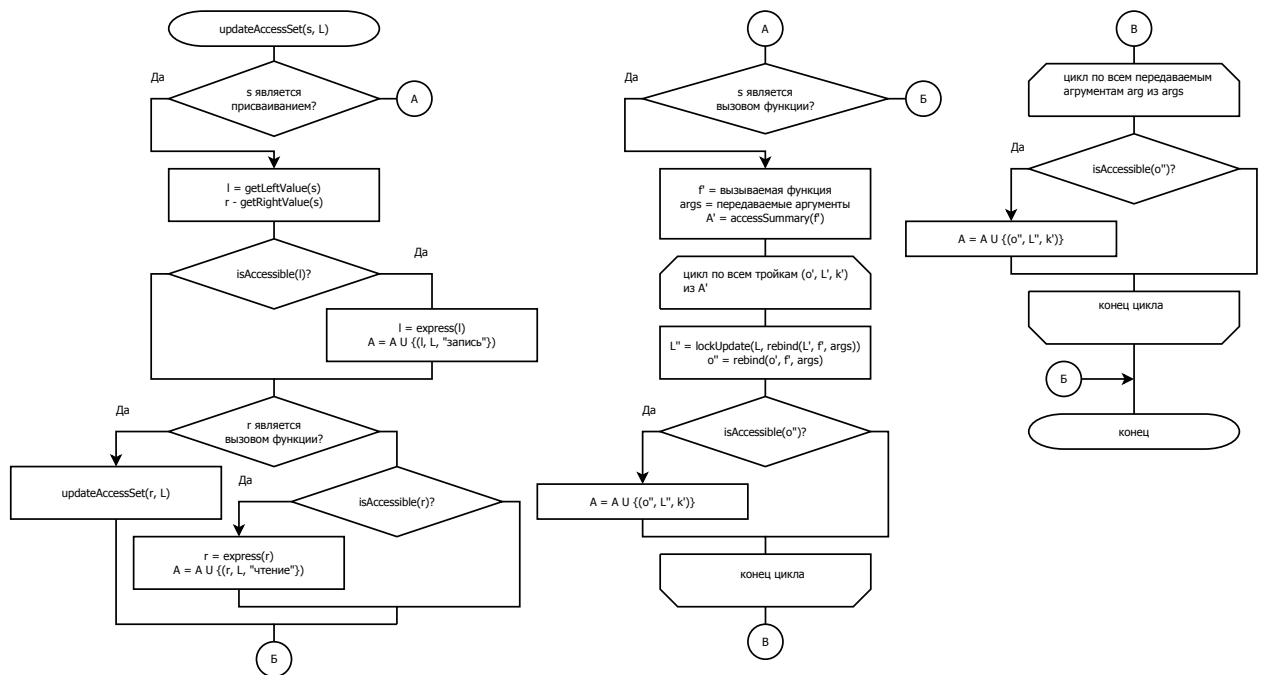 updateAccessSet(s, L)
Да
s является
присваиванием?
А
l = getLeftValue(s)
r - getRightValue(s)
Да
isAccessible(l)?
l = express(l)
A = A U {(l, L, "запись"})
Да
r является
вызовом функции?
updateAccessSet(r, L)
Да
isAccessible(r)?
r = express(r)
A = A U {(r, L, "чтение"})
Б
А
Да
s является
вызовом функции?
Б
f' = вызываемая функция
args = передаваемые аргументы
A' = accessSummary(f')
цикл по всем тройкам (o', L', k')
из A'
L" = lockUpdate(L, rebind(L', f', args))
o" = rebind(o', f', args)
Да
isAccessible(o")?
A = A U {(o", L", k')}
конец цикла
В
В
цикл по всем передаваемым
агрументам arg из args
Да
isAccessible(o")?
A = A U {(o", L", k')}
конец цикла
Б
конец